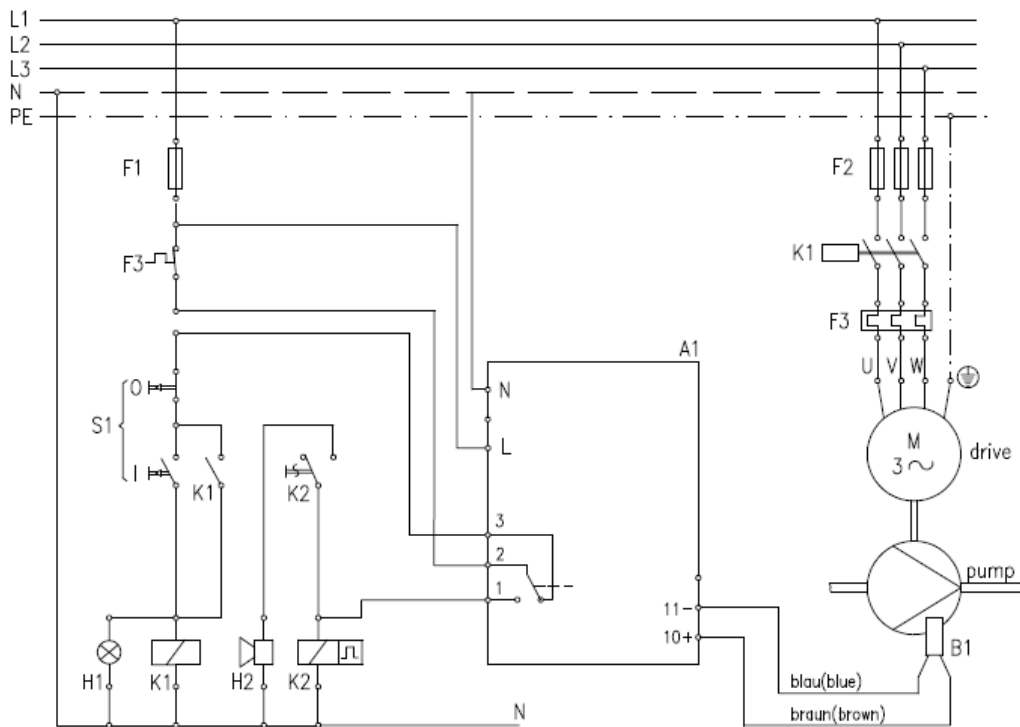 L1
L2
L3
N
PE
F1
F2
F3
K1
F3
A1
U V W
N
O
S1
L
M
3~
drive
I
K1
K2
3
2
1
pump
11-
10+
B1
H1
K1
H2
K2
blau(blue)
N
braun(brown)